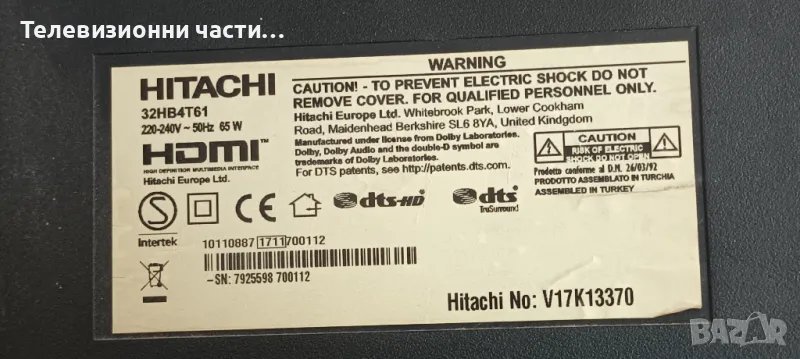 Телевизионни части…
HITACHI
32HB4T61
220-240V ~ 50Hz 65 W
HDMI
HIGH DEFINITION MULTIMEDIA INTERFACE
Hitachi Europe Ltd.
WARNING
CAUTION! - TO PREVENT ELECTRIC SHOCK DO NOT
REMOVE COVER. FOR QUALIFIED PERSONNEL ONLY.
Hitachi Europe Ltd. Whitebrook Park, Lower Cookham
Road, Maidenhead Berkshire SL6 8YA, United Kingdom
Manufactured under license from Dolby Laboratories.
Dolby, Dolby Audio and the double-D symbol are
trademarks of Dolby Laboratories.
For DTS patents, see http://patents.dts.com.
CAUTION
RISK OF ELECTRIC
SHOCK DO NOT OPEN
Prodotto conforme al D.M. 26/03/92
PRODOTTO ASSEMBLATO IN TURCHIA
ASSEMBLED IN TURKEY
S
Intertek
CE
dts-HD
dts
TruSurround
10110887 1711 700112
-SN: 7925598 700112
Hitachi No: V17K13370
BAZAR